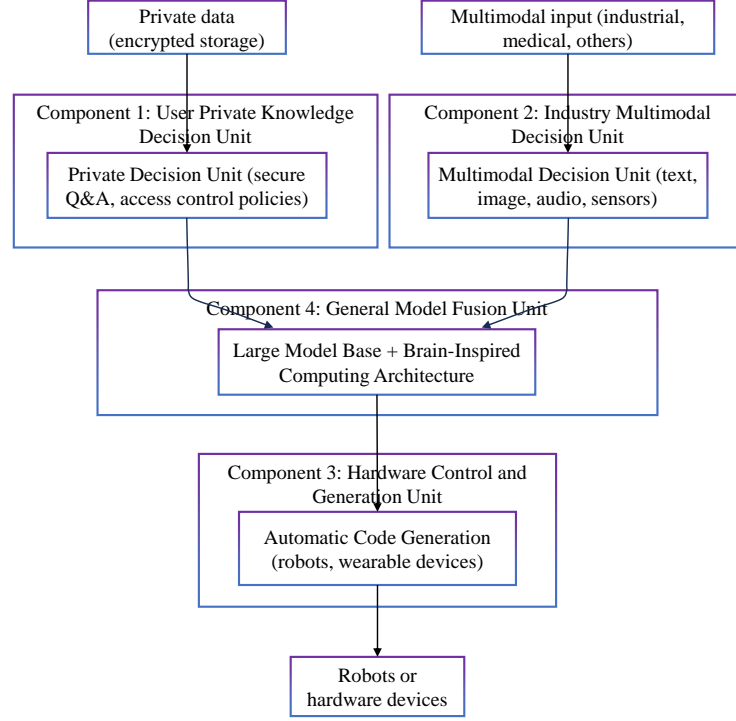 Private data
(encrypted storage)
Multimodal input (industrial,
medical, others)
Component 1: User Private Knowledge
Decision Unit
Private Decision Unit (secure
Q&A, access control policies)
Component 2: Industry Multimodal
Decision Unit
Multimodal Decision Unit (text,
image, audio, sensors)
Component 4: General Model Fusion Unit
Large Model Base + Brain-Inspired
Computing Architecture
Component 3: Hardware Control and
Generation Unit
Automatic Code Generation
(robots, wearable devices)
Robots or
hardware devices